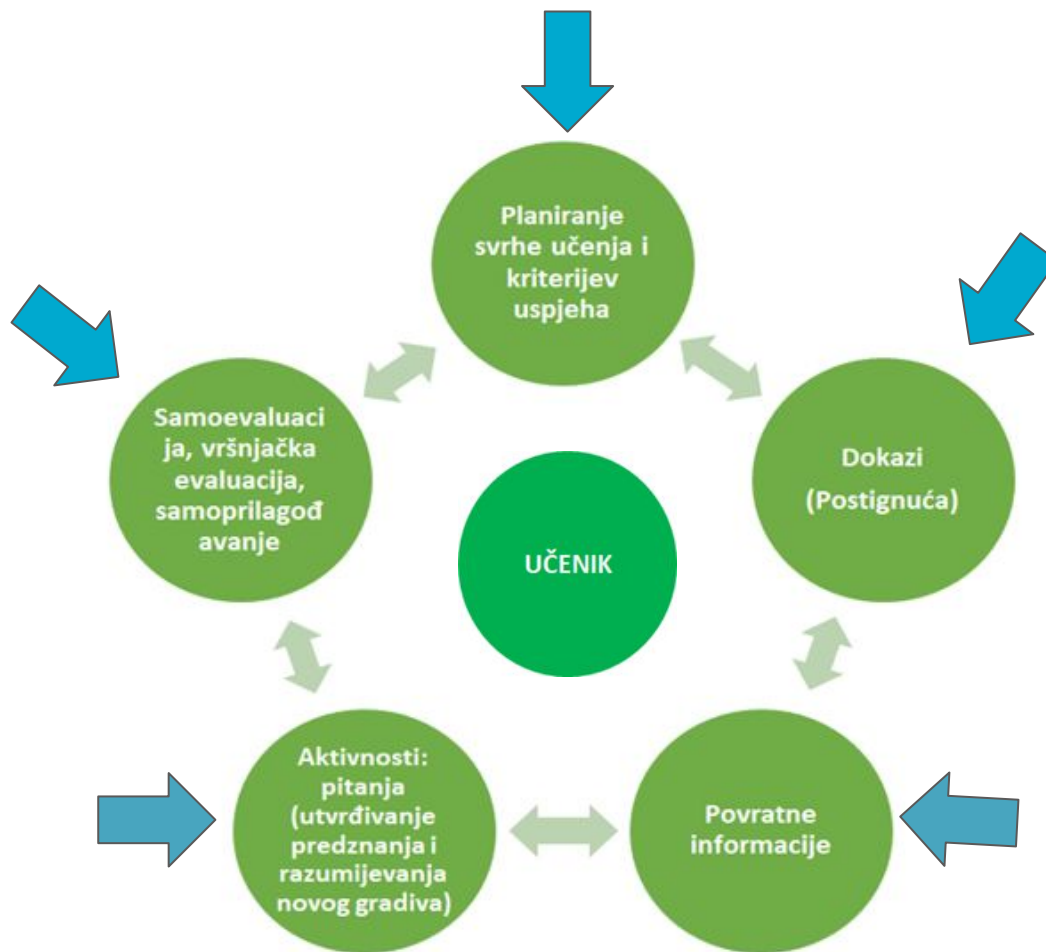 Planiranje
svrhe učenja i
kriterijev
uspjeha
Samoevaluaci
ja, vršnjačka
evaluacija,
samoprilagođ
avanje
Dokazi
(Postignuća)
UČENIK
Aktivnosti:
pitanja
(utvrđivanje
predznanja i
razumijevanja
novog gradiva)
Povratne
informacije